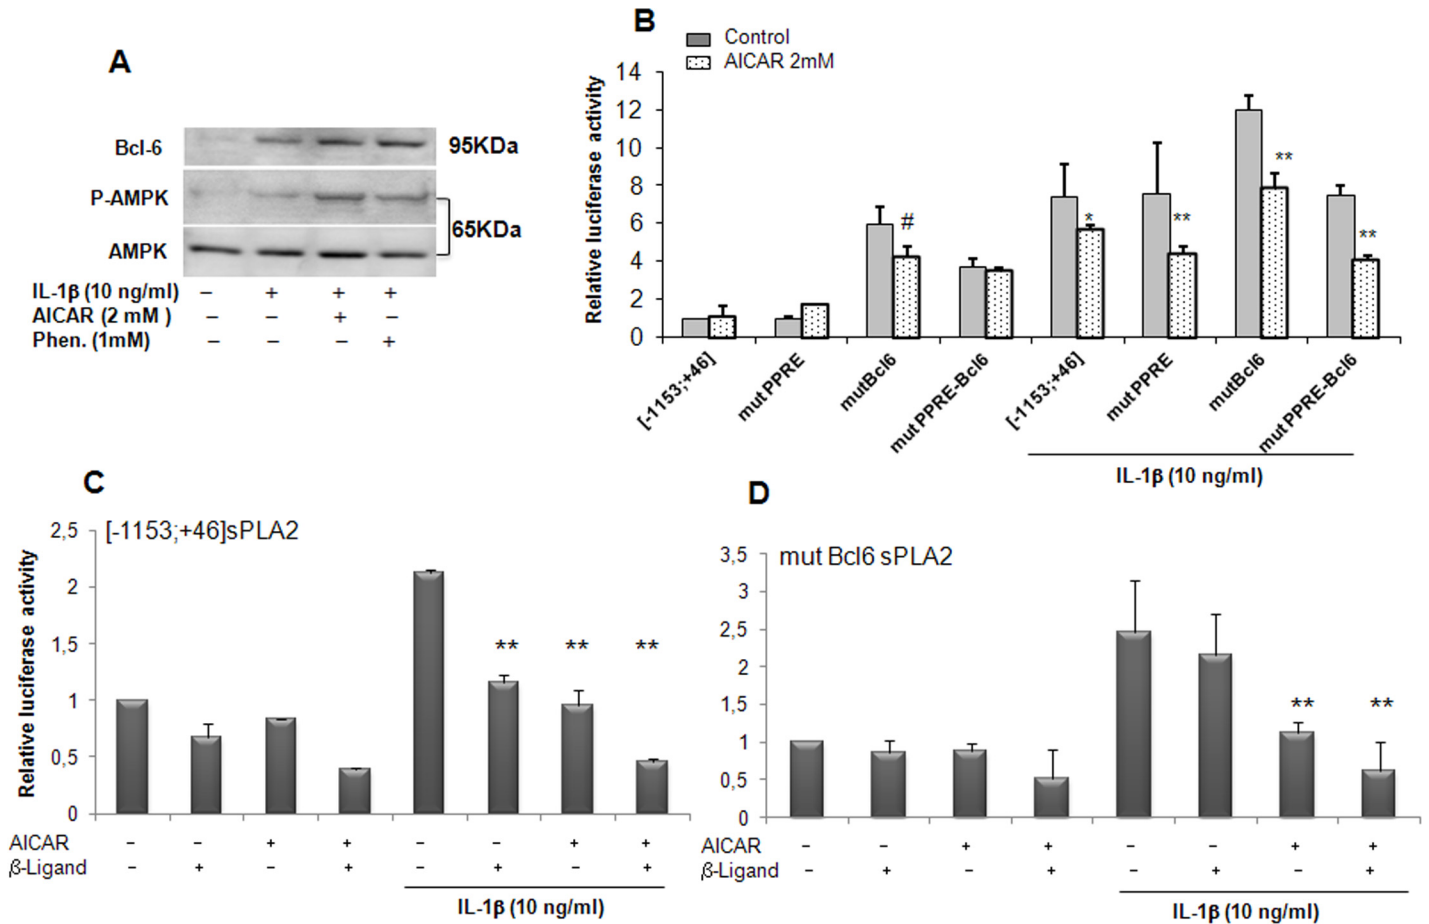 A
Bcl-6
95KDa
P-AMPK
65KDa
AMPK
IL-1β (10 ng/ml) – + + +
AICAR (2 mM ) – – + –
Phen. (1mM) – – – +
B
Control
AICAR 2mM
Relative luciferase activity
14
12
10
8
6
4
2
0
#
*
**
**
**
[-1153;+46]
mut PPRE
mutBcl6
mut PPRE-Bcl6
[-1153;+46]
mut PPRE
mutBcl6
mut PPRE-Bcl6
IL-1β (10 ng/ml)
C
[-1153;+46]sPLA2
Relative luciferase activity
2,5
2
1,5
1
0,5
0
** ** **
AICAR – – + + – – + +
β-Ligand – + – + – + – +
IL-1β (10 ng/ml)
D
mut Bcl6 sPLA2
3,5
3
2,5
2
1,5
1
0,5
0
** **
AICAR – – + + – – + +
β-Ligand – + – + – + – +
IL-1β (10 ng/ml)